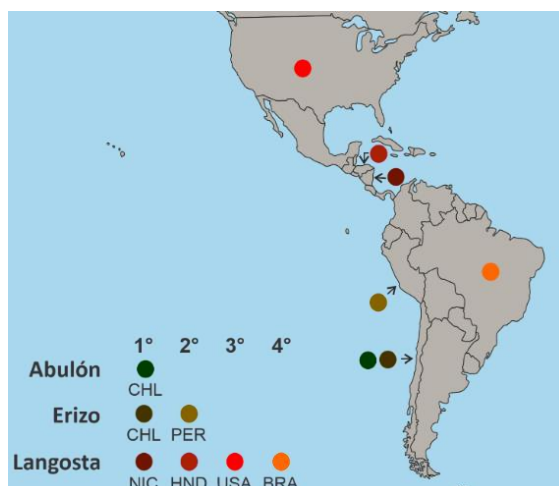 1° 2° 3° 4°
Abulón
CHL
Erizo
CHL PER
Langosta
NIC HND USA BRA